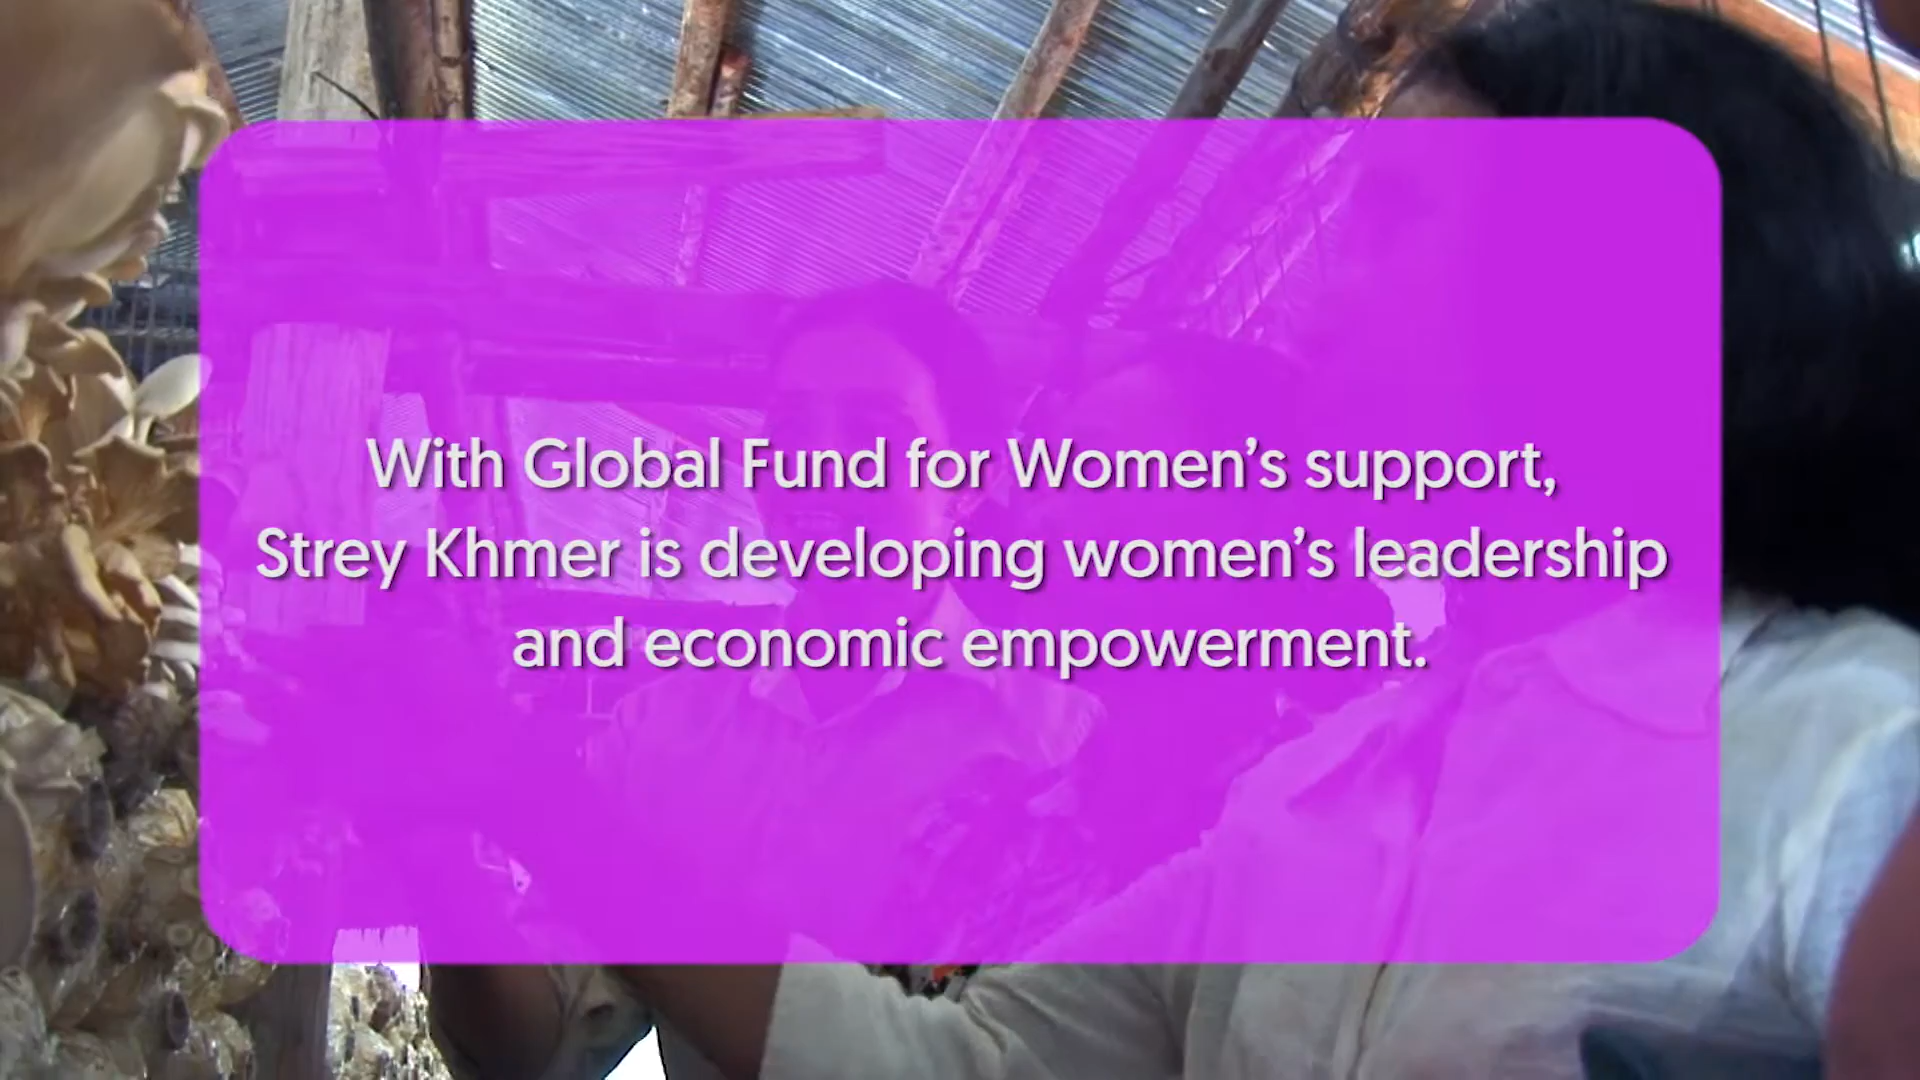 With Global Fund for Women’s support,
Strey Khmer is developing women’s leadership
and economic empowerment.